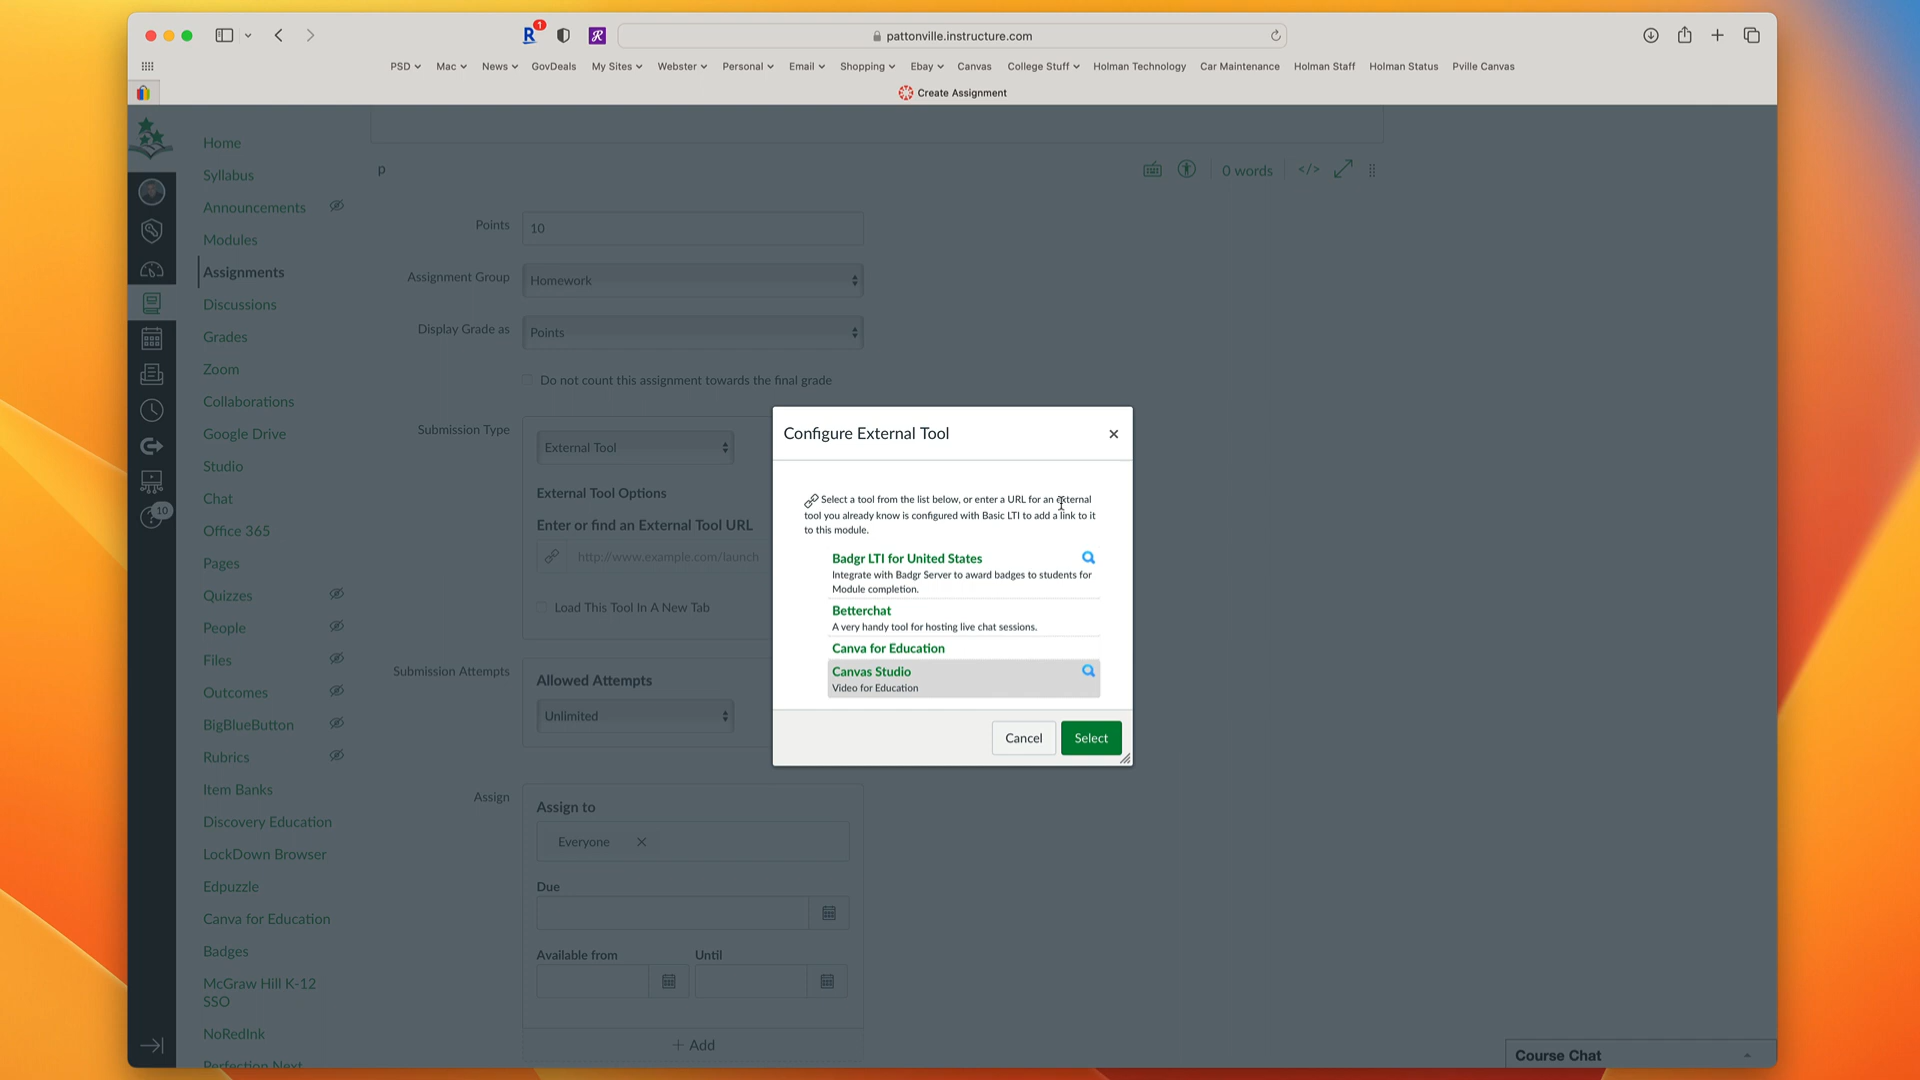 R 1
pattonville.instructure.com
PSD Mac News GovDeals My Sites Webster Personal Email Shopping Ebay Canvas College Stuff Holman Technology Car Maintenance Holman Staff Holman Status Pville Canvas
Create Assignment
Home
Syllabus
Announcements
Modules
Assignments
Discussions
Grades
Zoom
Collaborations
Google Drive
Studio
Chat
Office 365
Pages
Quizzes
People
Files
Outcomes
BigBlueButton
Rubrics
Item Banks
Discovery Education
LockDown Browser
Edpuzzle
Canva for Education
Badges
McGraw Hill K-12
SSO
NoRedInk
Perfection Next
10
p
0 words </>
Points 10
Assignment Group Homework
Display Grade as Points
Do not count this assignment towards the final grade
Submission Type External Tool
External Tool Options
Enter or find an External Tool URL
http://www.example.com/launch
Load This Tool In A New Tab
Submission Attempts Allowed Attempts
Unlimited
Assign Assign to
Everyone
Due
Available from Until
+ Add
Configure External Tool
Select a tool from the list below, or enter a URL for an external
tool you already know is configured with Basic LTI to add a link to it
to this module.
Badgr LTI for United States
Integrate with Badgr Server to award badges to students for
Module completion.
Betterchat
A very handy tool for hosting live chat sessions.
Canva for Education
Canvas Studio
Video for Education
Cancel Select
Course Chat